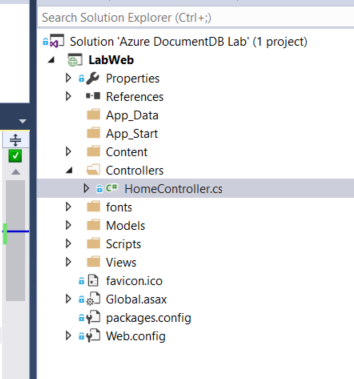 Search Solution Explorer (Ctrl+;)
Solution 'Azure DocumentDB Lab' (1 project)
LabWeb
Properties
References
App_Data
App_Start
Content
Controllers
C# HomeController.cs
fonts
Models
Scripts
Views
favicon.ico
Global.asax
packages.config
Web.config